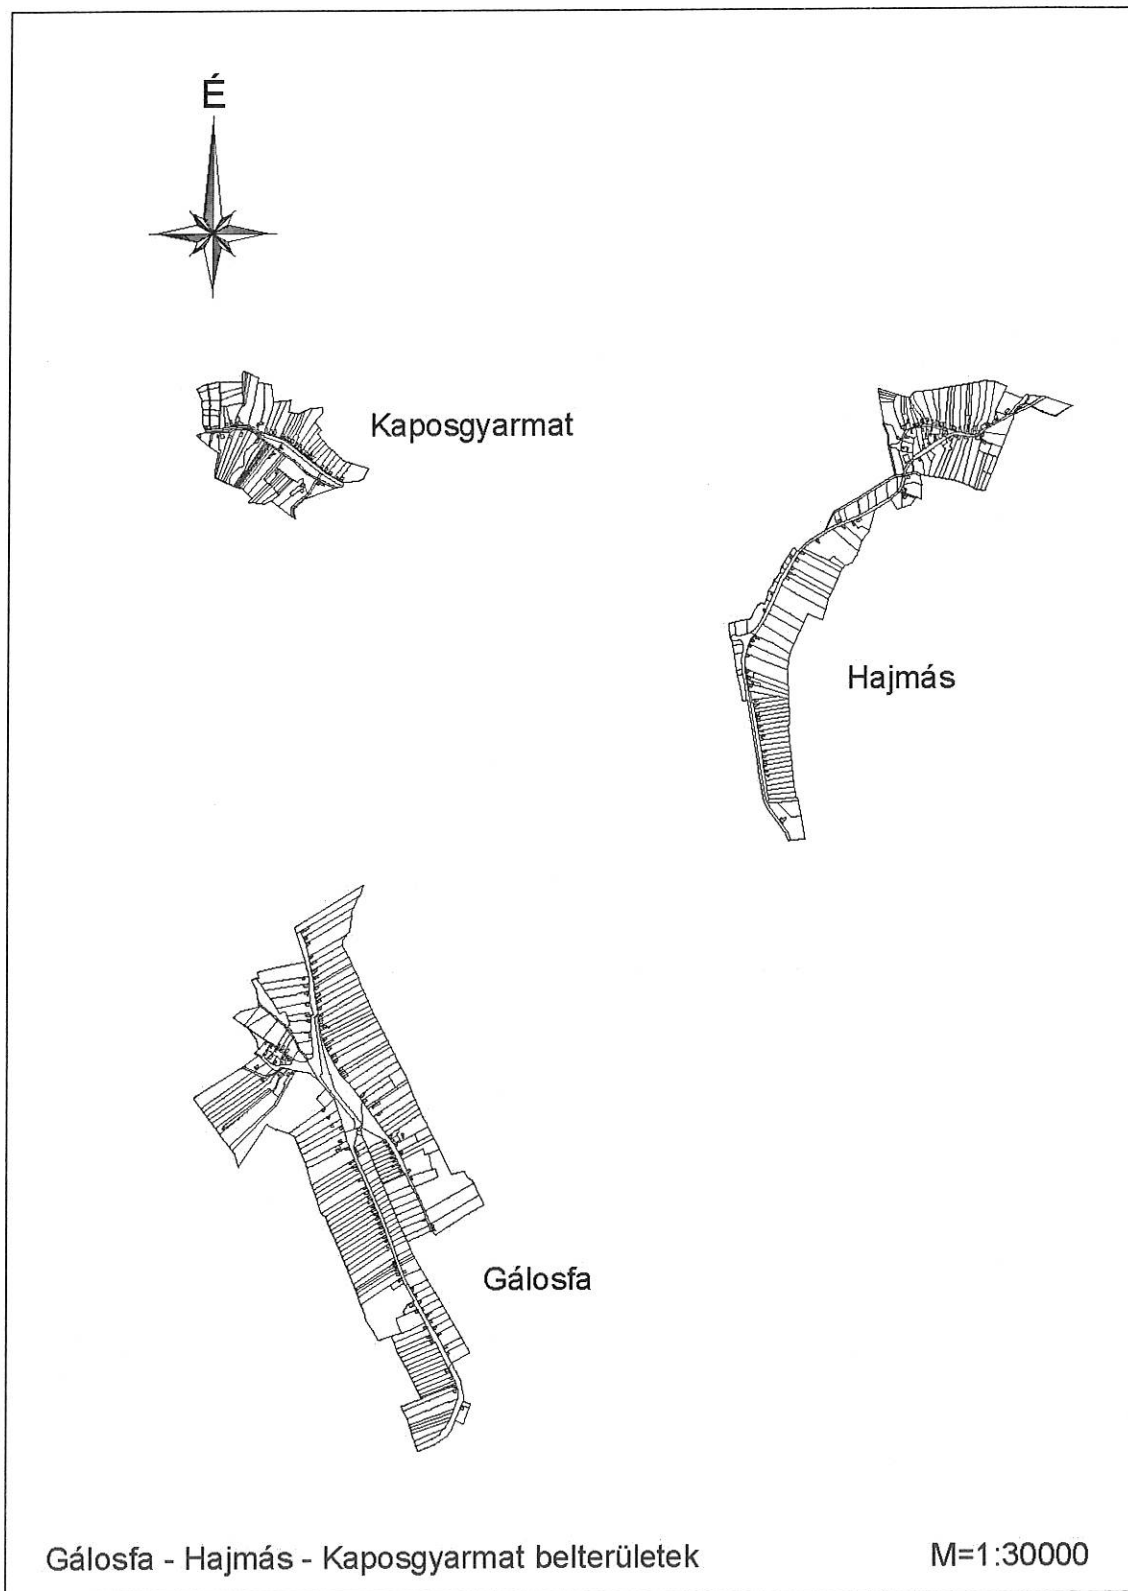 É
Kaposgyarmat
Hajmás
Gálosfa
Gálosfa - Hajmás - Kaposgyarmat belterületek
M=1:30000